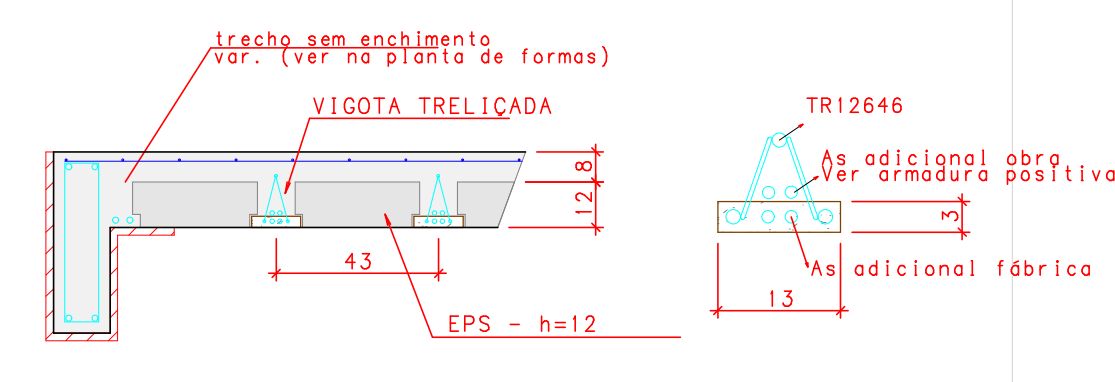 trecho sem enchimento
var. (ver na planta de formas)
VIGOTA TRELIÇADA
8
12
43
EPS - h=12
TR12646
As adicional obra
Ver armadura positiva
3
As adicional fábrica
13